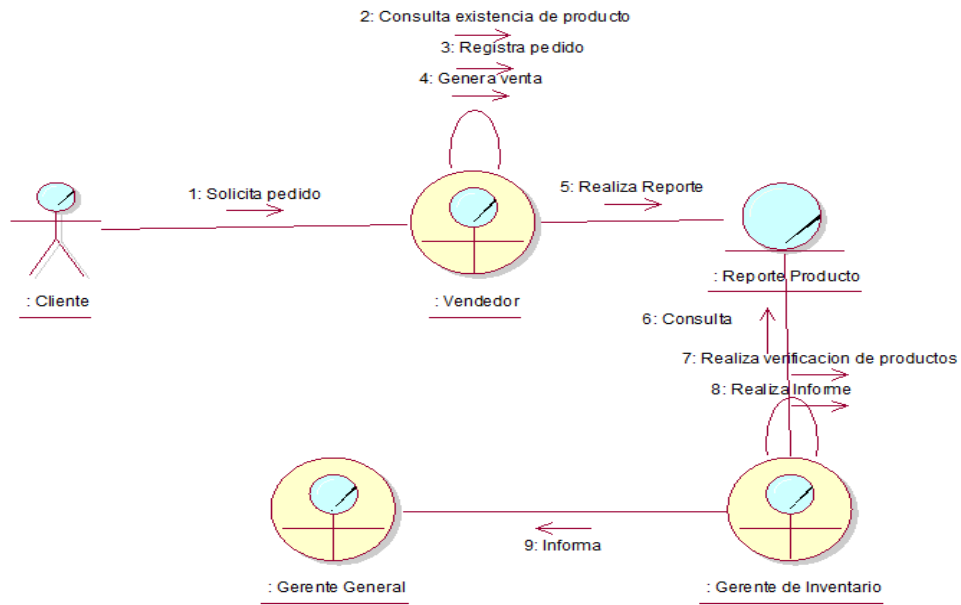 2: Consulta existencia de producto
3: Registra pedido
4: Genera venta
1: Solicita pedido
5: Realiza Reporte
: Cliente
: Vendedor
: Reporte Producto
6: Consulta
7: Realiza verificacion de productos
8: Realiza Informe
9: Informa
: Gerente General
: Gerente de Inventario